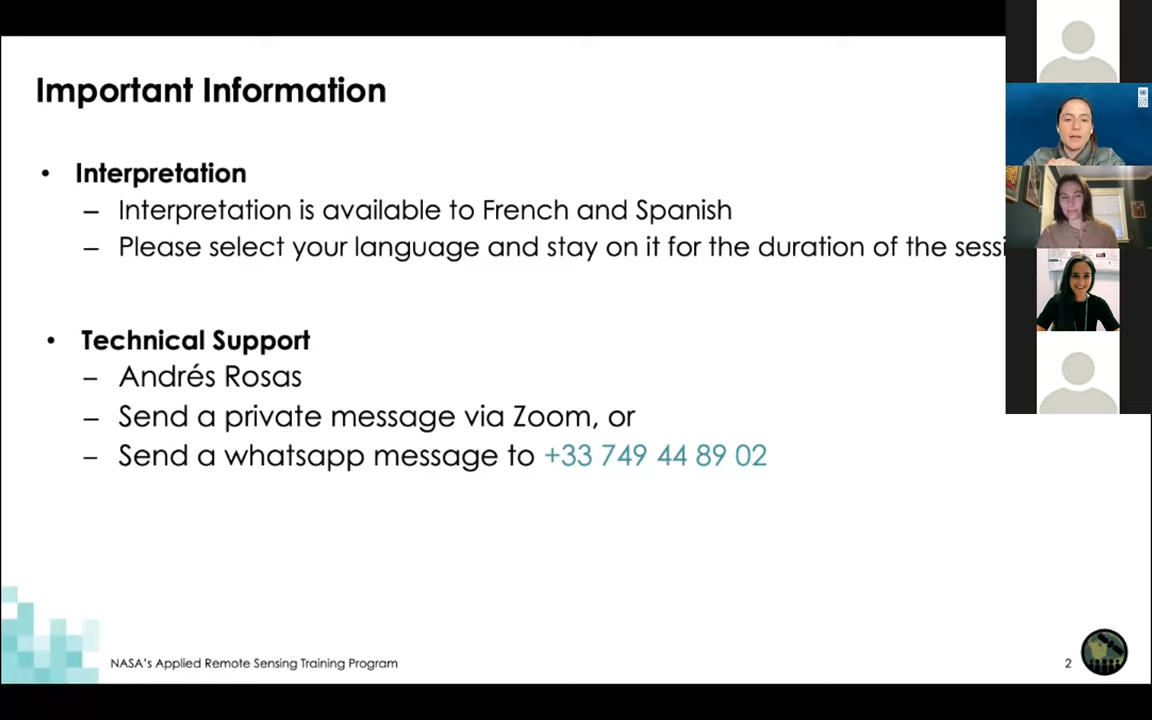 Important Information
• Interpretation
– Interpretation is available to French and Spanish
– Please select your language and stay on it for the duration of the sessi
• Technical Support
– Andrés Rosas
– Send a private message via Zoom, or
– Send a whatsapp message to +33 749 44 89 02
NASA's Applied Remote Sensing Training Program
2